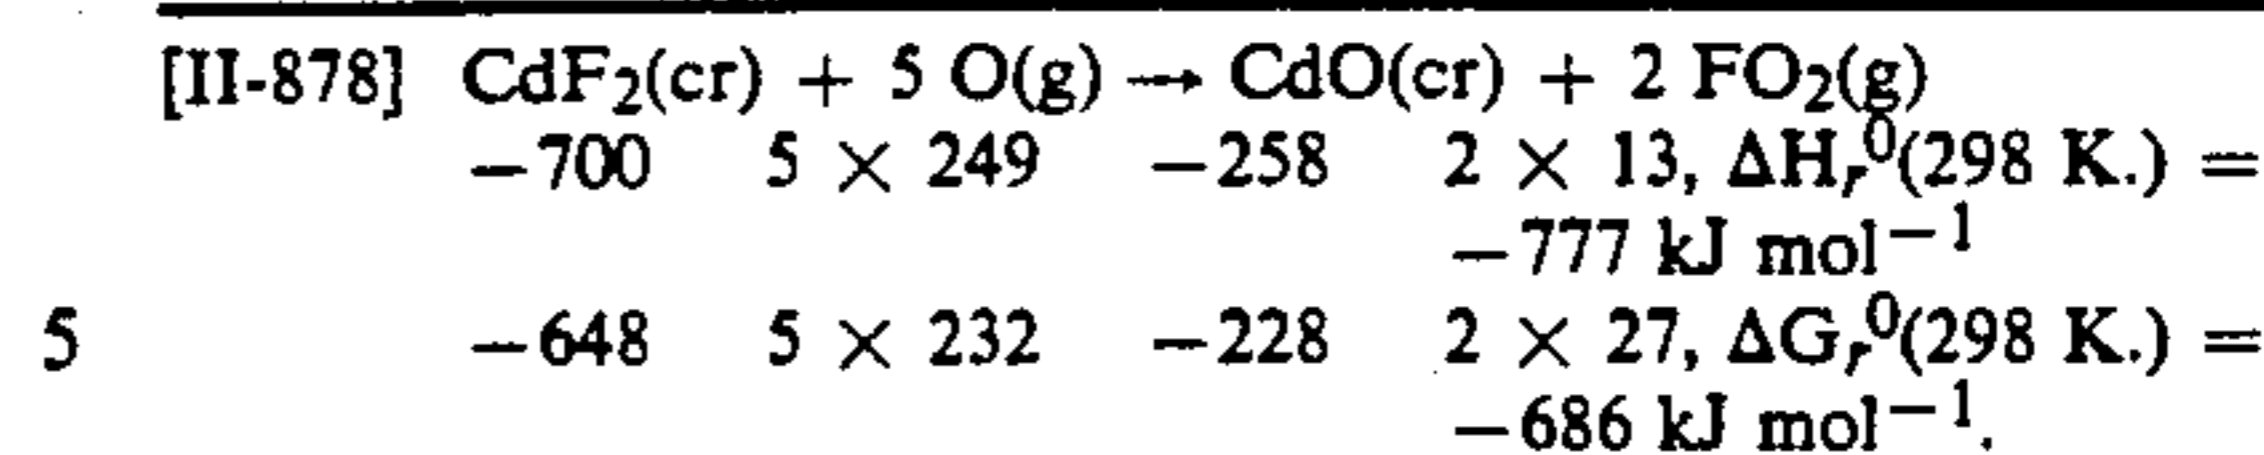 [II-878] CdF₂(cr) + 5 O(g) → CdO(cr) + 2 FO₂(g)
−700 5 × 249 −258 2 × 13, ΔHᵣ⁰(298 K.) =
−777 kJ mol⁻¹
5 −648 5 × 232 −228 2 × 27, ΔGᵣ⁰(298 K.) =
−686 kJ mol⁻¹.